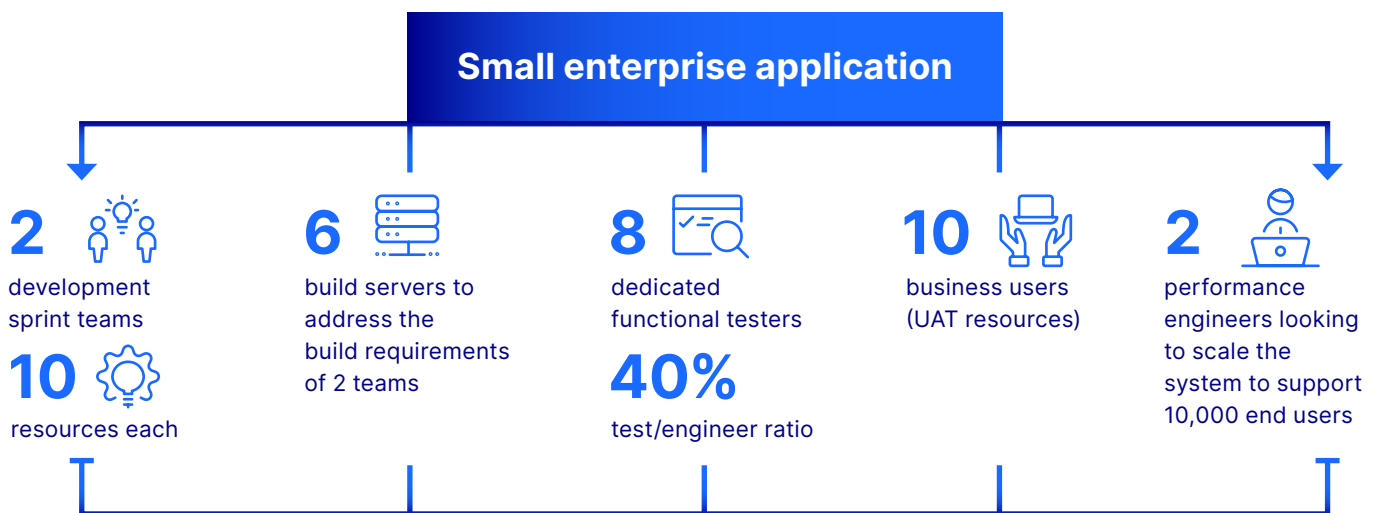 Small enterprise application
2
development
sprint teams
10
resources each
6
build servers to
address the
build requirements
of 2 teams
8
dedicated
functional testers
40%
test/engineer ratio
10
business users
(UAT resources)
2
performance
engineers looking
to scale the
system to support
10,000 end users